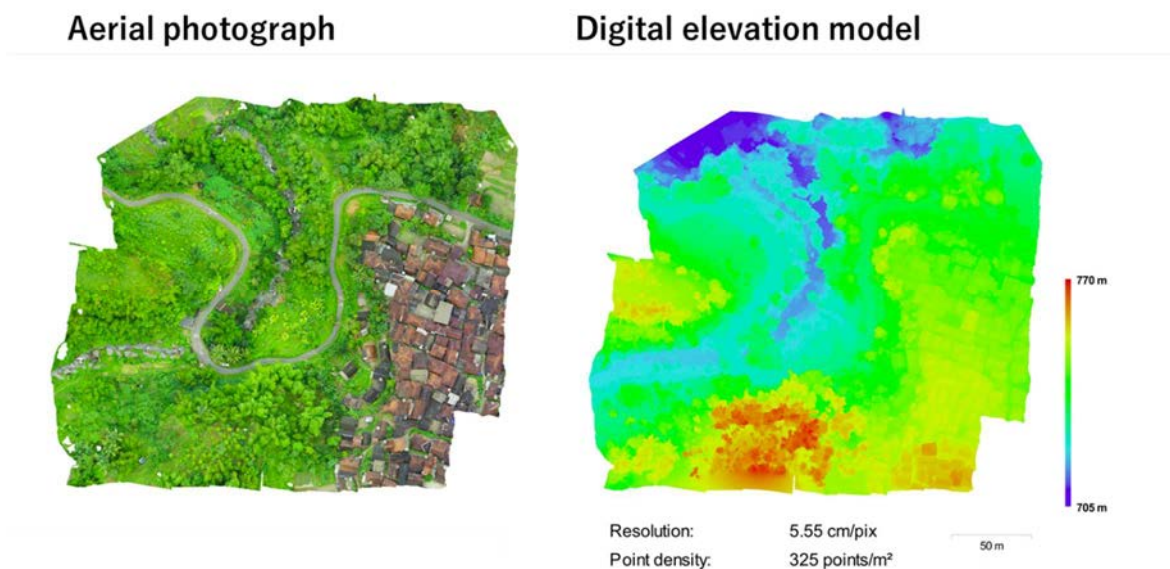 Aerial photograph
Digital elevation model
770 m
705 m
Resolution: 5.55 cm/pix
Point density: 325 points/m²
50 m